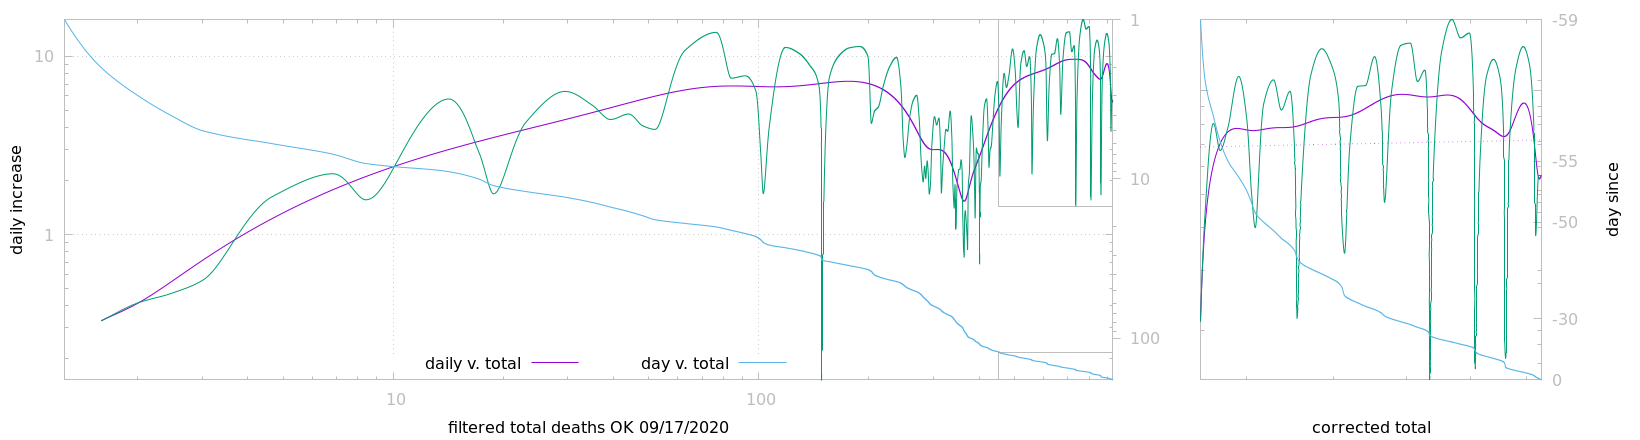 daily increase
10
1
daily v. total
day v. total
10
100
filtered total deaths OK 09/17/2020
1
10
100
-59
-55
-50
-30
0
day since
corrected total